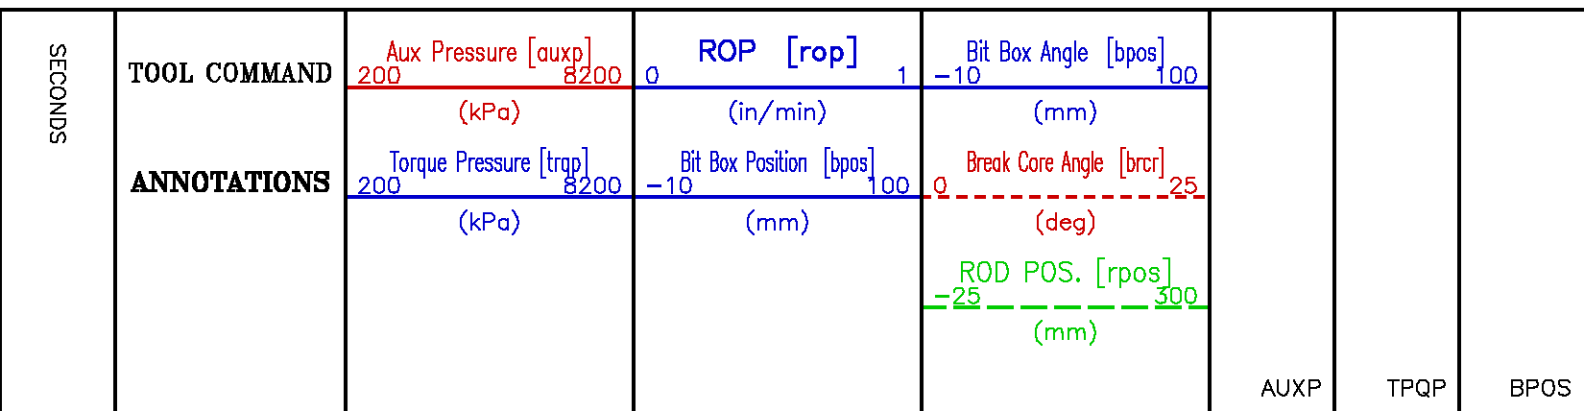 SECONDS
TOOL COMMAND
ANNOTATIONS
Aux Pressure [auxp]
200 8200
(kPa)
Torque Pressure [trqp]
200 8200
(kPa)
ROP [rop]
0 1
(in/min)
Bit Box Position [bpos]
-10 100
(mm)
Bit Box Angle [bpos]
-10 100
(mm)
Break Core Angle [brcr]
0 25
(deg)
ROD POS. [rpos]
-25 300
(mm)
AUXP
TPQP
BPOS